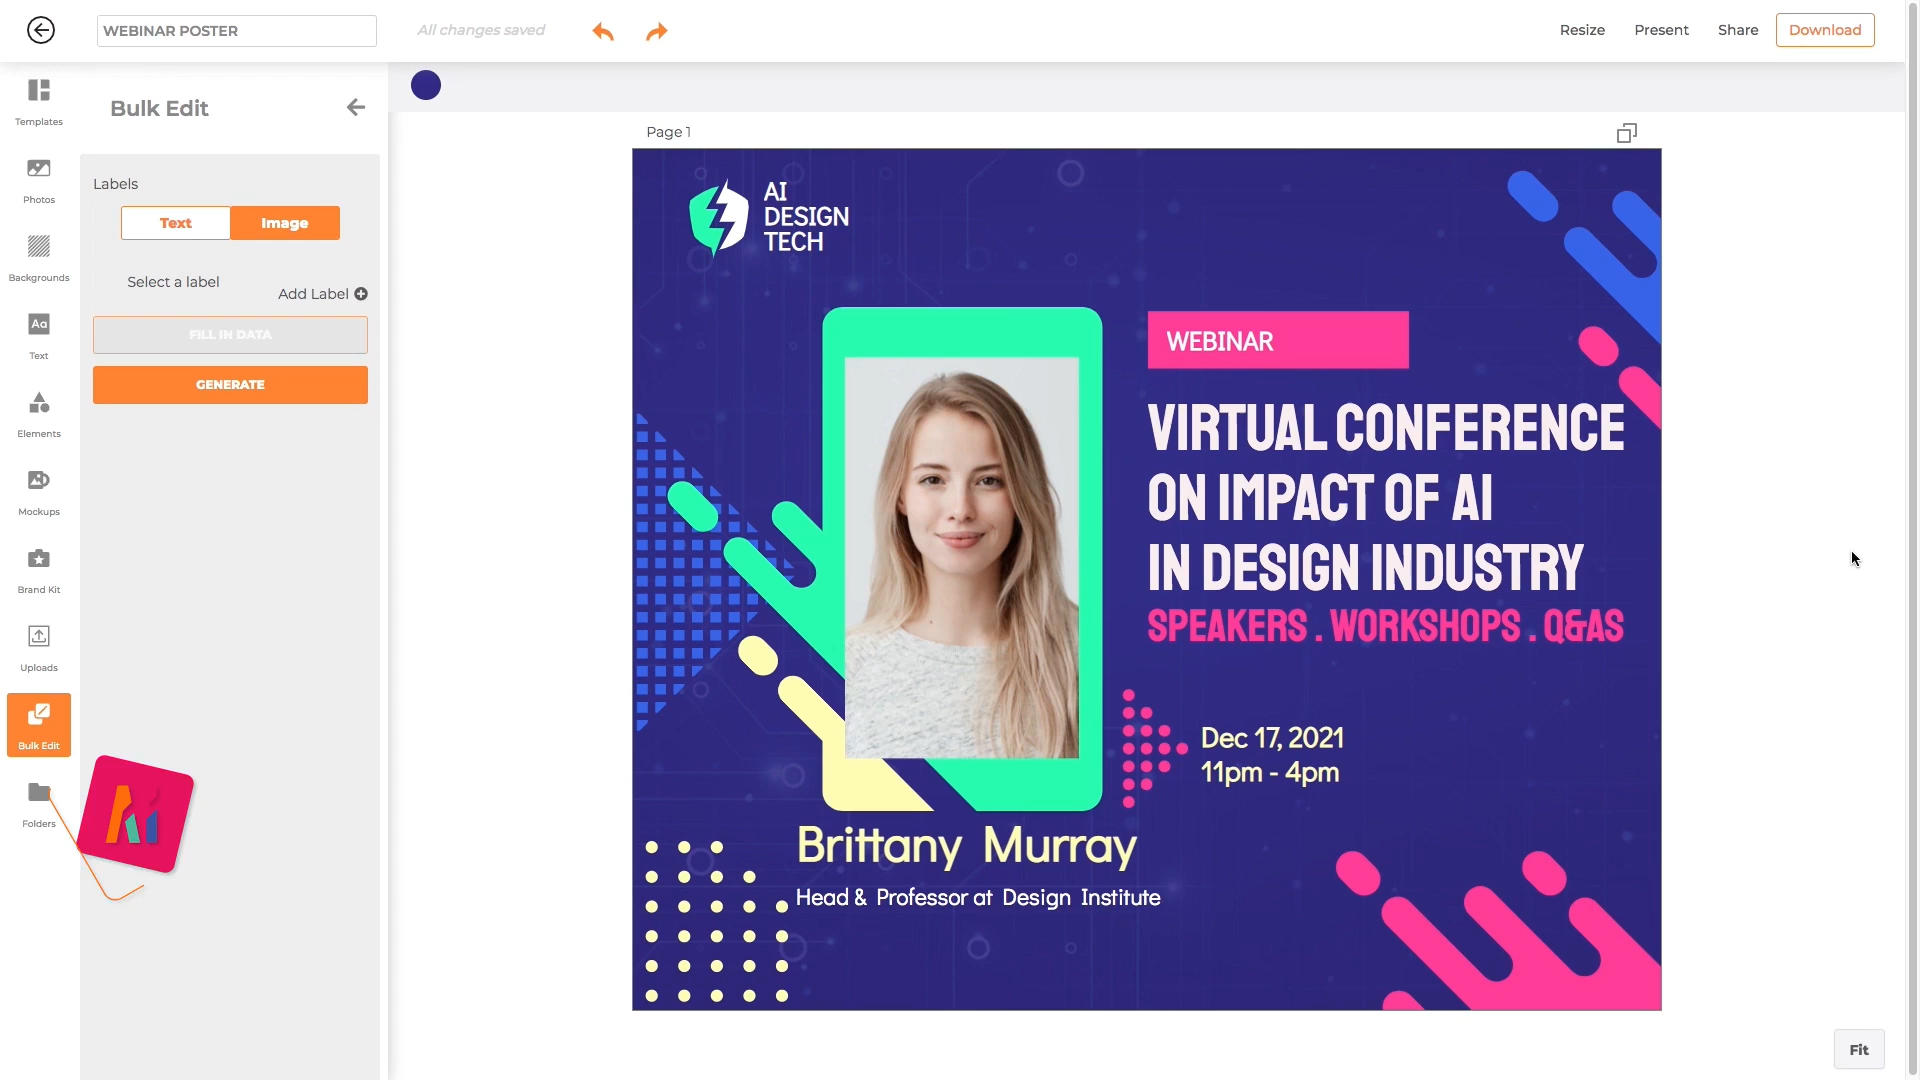 WEBINAR POSTER
All changes saved
Resize
Present
Share
Download
Templates
Photos
Backgrounds
Aa
Text
Elements
Mockups
Brand Kit
Uploads
Bulk Edit
Folders
Ai
Bulk Edit
Labels
Text
Image
Select a label
Add Label
FILL IN DATA
GENERATE
Page 1
AI
DESIGN
TECH
WEBINAR
VIRTUAL CONFERENCE
ON IMPACT OF AI
IN DESIGN INDUSTRY
SPEAKERS . WORKSHOPS . Q&AS
Dec 17, 2021
11pm - 4pm
Brittany Murray
Head & Professor at Design Institute
Fit